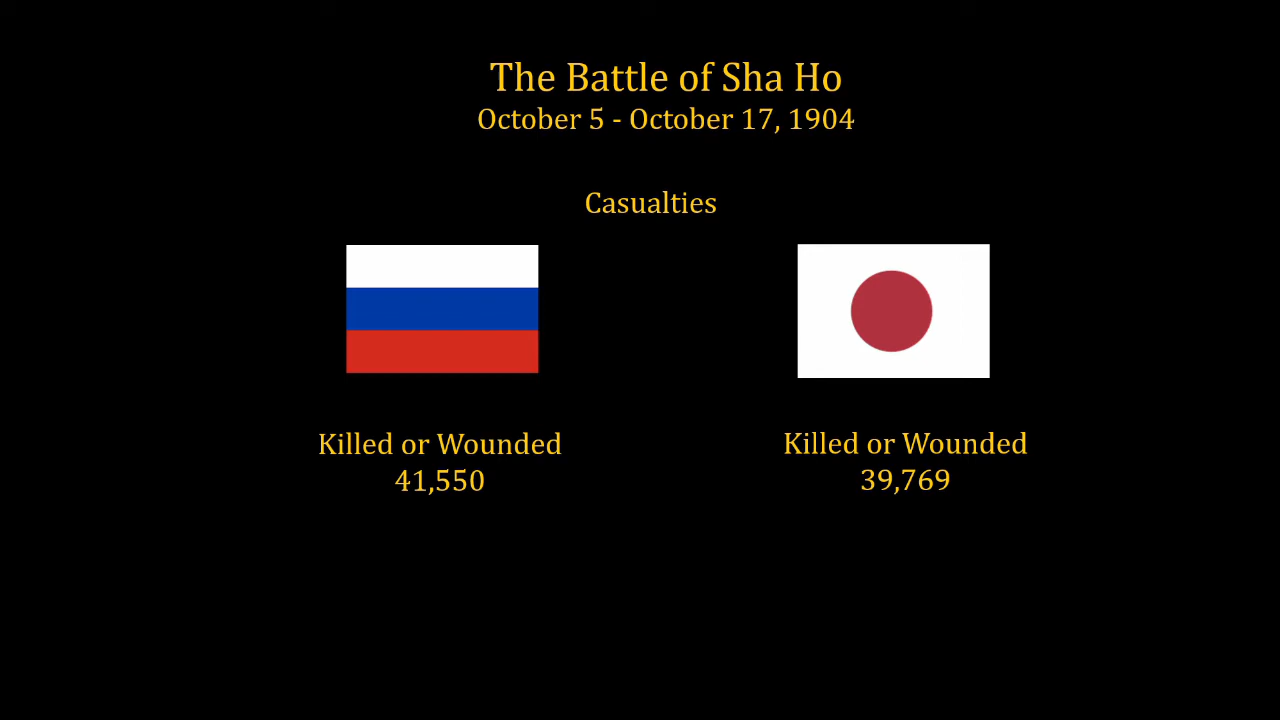 The Battle of Sha Ho
October 5 - October 17, 1904
Casualties
Killed or Wounded
41,550
Killed or Wounded
39,769